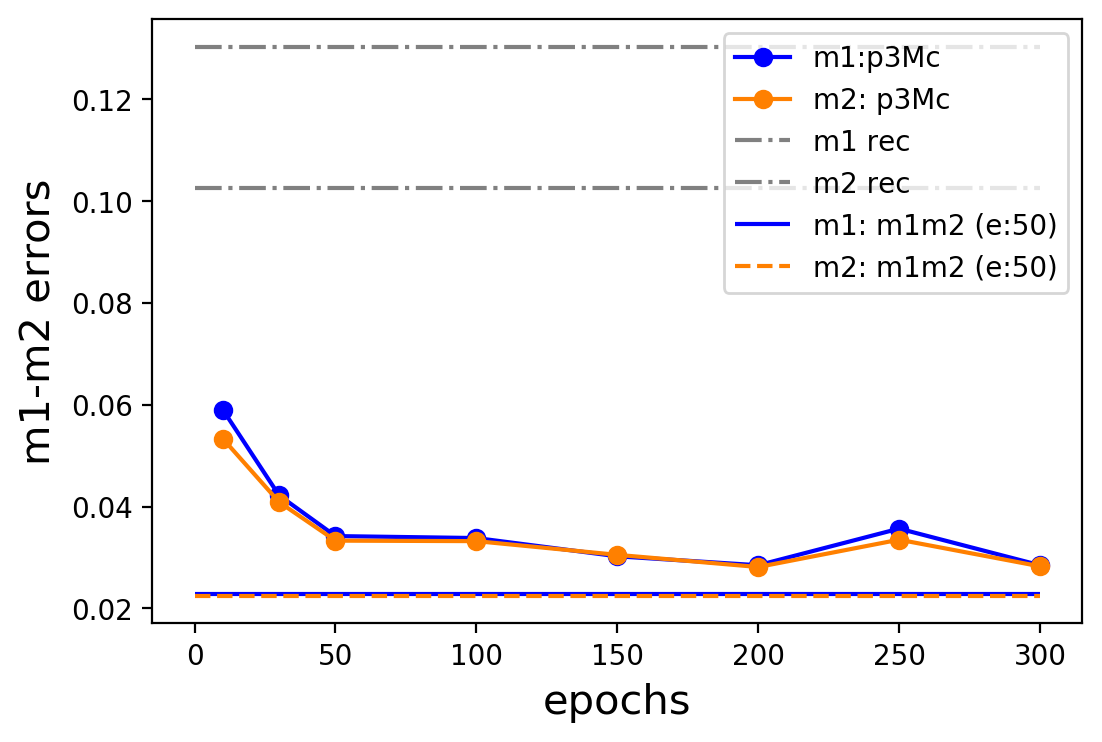 m1-m2 errors
0.12
0.10
0.08
0.06
0.04
0.02
m1:p3Mc
m2: p3Mc
m1 rec
m2 rec
m1: m1m2 (e:50)
m2: m1m2 (e:50)
0 50 100 150 200 250 300
epochs